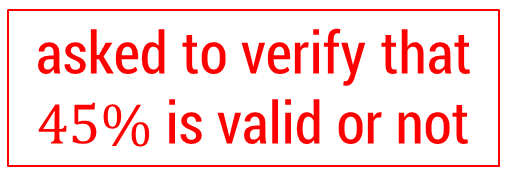 asked to verify that
45% is valid or not